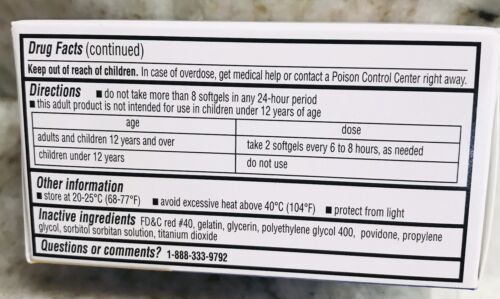 Drug Facts (continued)
Keep out of reach of children. In case of overdose, get medical help or contact a Poison Control Center right away.
Directions ■ do not take more than 8 softgels in any 24-hour period
■ this adult product is not intended for use in children under 12 years of age
age dose
adults and children 12 years and over take 2 softgels every 6 to 8 hours, as needed
children under 12 years do not use
Other information
■ store at 20-25°C (68-77°F) ■ avoid excessive heat above 40°C (104°F) ■ protect from light
Inactive ingredients FD&C red #40, gelatin, glycerin, polyethylene glycol 400, povidone, propylene
glycol, sorbitol sorbitan solution, titanium dioxide
Questions or comments? 1-888-333-9792